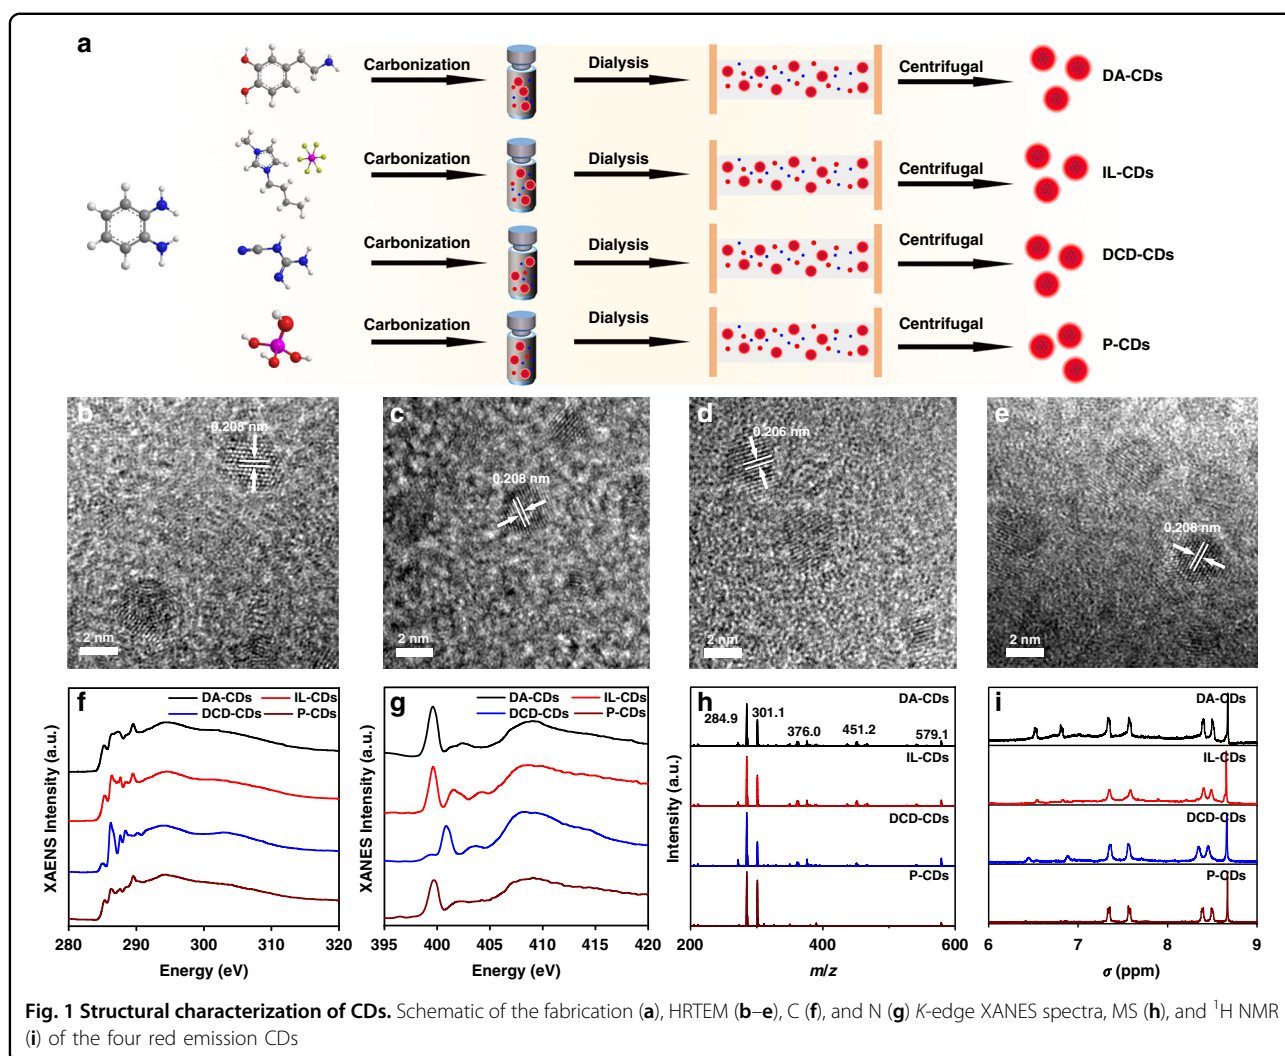 a
Carbonization Dialysis Centrifugal DA-CDs
Carbonization Dialysis Centrifugal IL-CDs
Carbonization Dialysis Centrifugal DCD-CDs
Carbonization Dialysis Centrifugal P-CDs
b
0.208 nm
2 nm
c
0.208 nm
2 nm
d
0.206 nm
2 nm
e
0.208 nm
2 nm
f
DA-CDs IL-CDs
DCD-CDs P-CDs
XAENS Intensity (a.u.)
280 290 300 310 320
Energy (eV)
g
DA-CDs IL-CDs
DCD-CDs P-CDs
XANES Intensity (a.u.)
395 400 405 410 415 420
Energy (eV)
h
DA-CDs
284.9 301.1 376.0 451.2 579.1
IL-CDs
DCD-CDs
P-CDs
Intensity (a.u.)
200 400 600
m/z
i
DA-CDs
IL-CDs
DCD-CDs
P-CDs
6 7 8 9
σ (ppm)
Fig. 1 Structural characterization of CDs. Schematic of the fabrication (a), HRTEM (b–e), C (f), and N (g) K-edge XANES spectra, MS (h), and ¹H NMR
(i) of the four red emission CDs